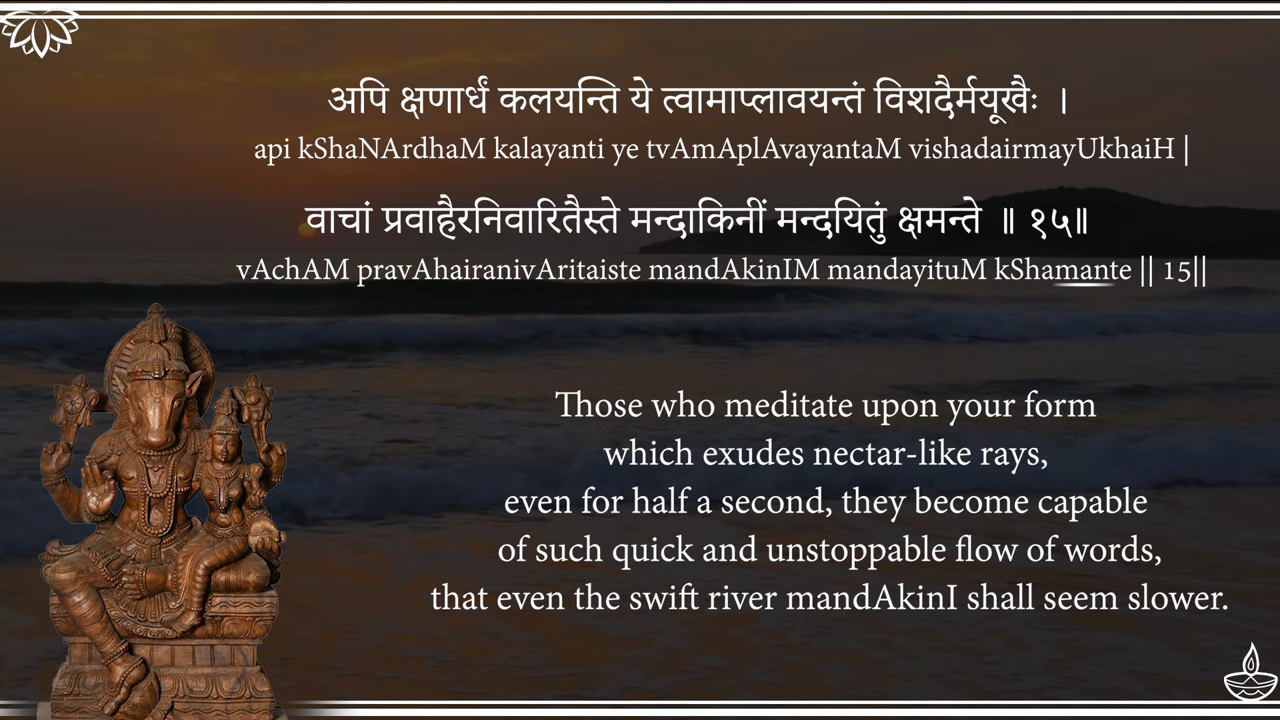 अपि क्षणार्धं कलयन्ति ये त्वामाप्लावयन्तं विशदैर्मयूखैः ।
api kShaNArdhaM kalayanti ye tvAmAplAvayantaM vishadairmayUkhaiH |
वाचां प्रवाहैरनिवारितैस्ते मन्दाकिनीं मन्दयितुं क्षमन्ते ॥ १५॥
vAchAM pravAhairanivAritaiste mandAkinIM mandayituM kShamante || 15||
Those who meditate upon your form
which exudes nectar-like rays,
even for half a second, they become capable
of such quick and unstoppable flow of words,
that even the swift river mandAkinI shall seem slower.